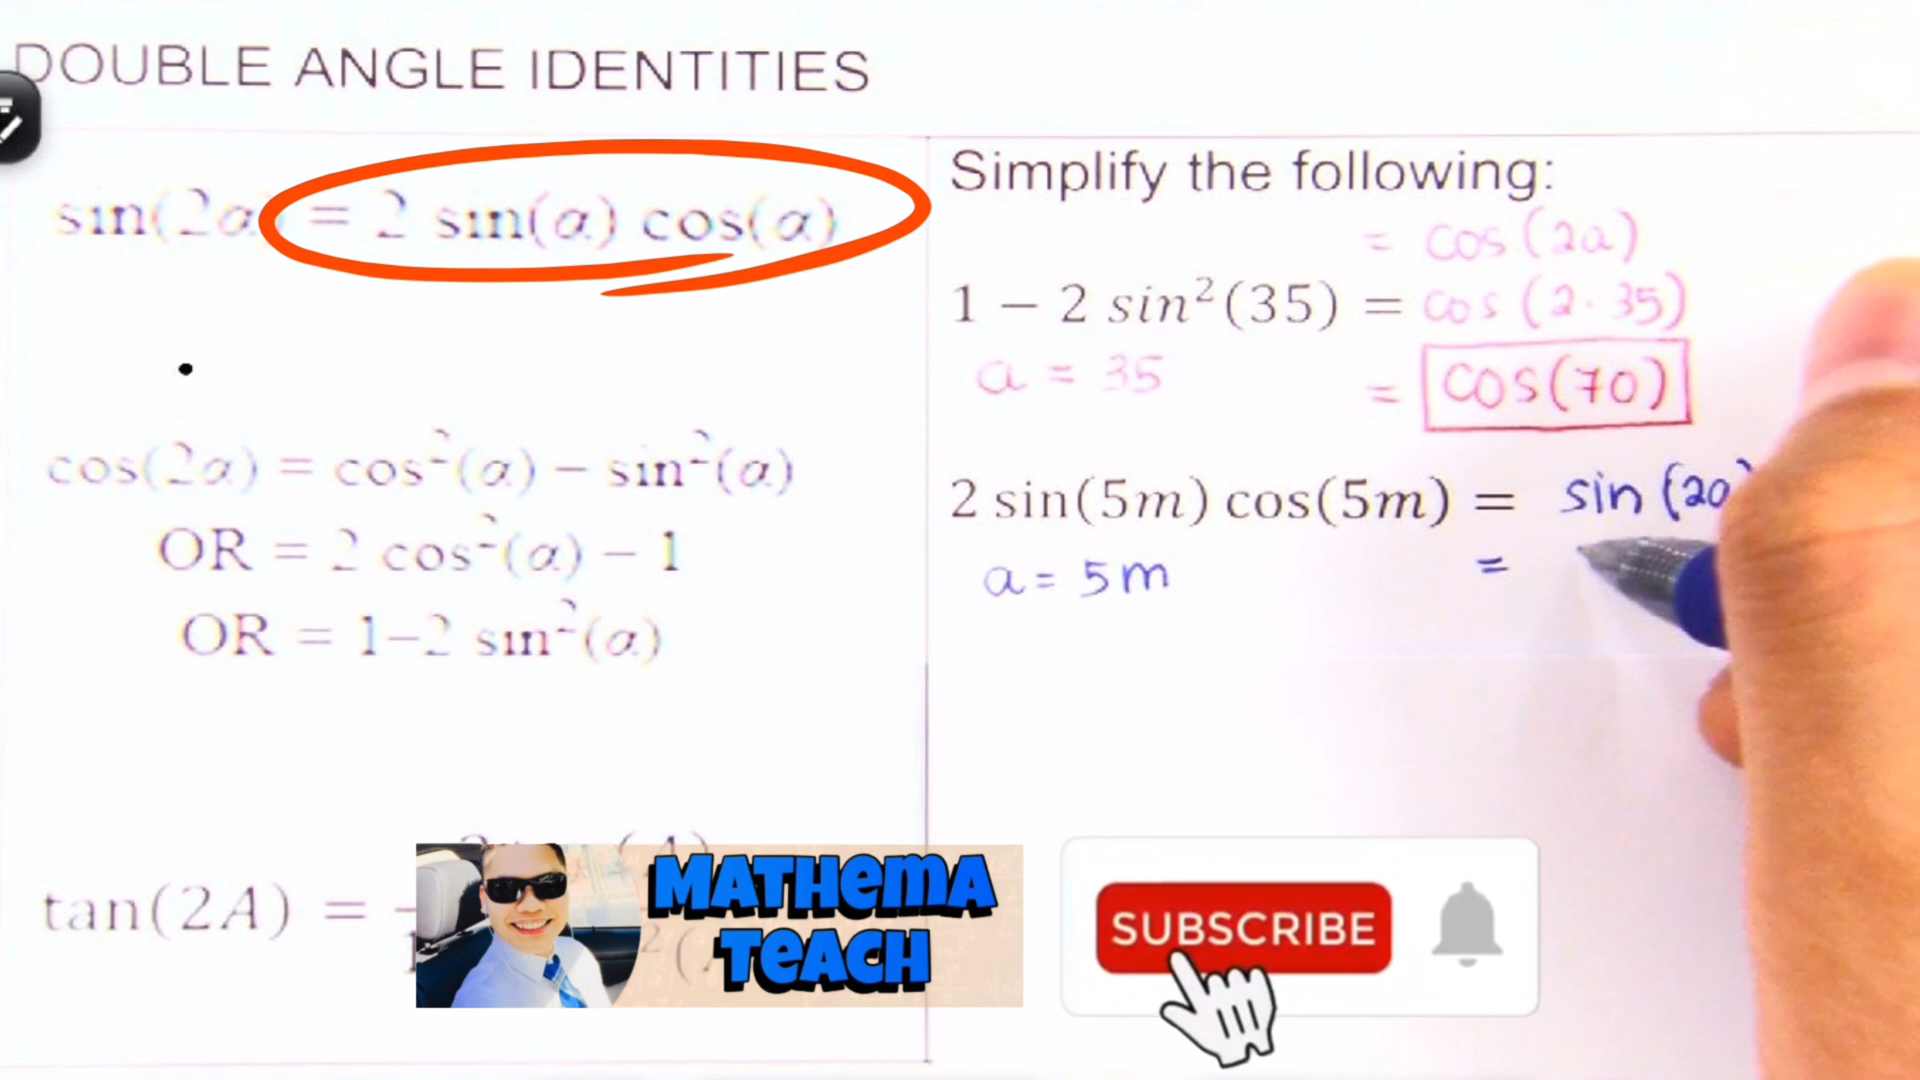 DOUBLE ANGLE IDENTITIES
sin(2α) = 2 sin(α) cos(α)
cos(2α) = cos²(α) − sin²(α)
OR = 2 cos²(α) − 1
OR = 1−2 sin²(α)
tan(2A) =
Simplify the following:
= cos(2a)
1 − 2 sin²(35) = cos(2·35)
a = 35
= cos(70)
2 sin(5m) cos(5m) = sin(2a)
a = 5m
=
MATHEMA
TEACH
SUBSCRIBE